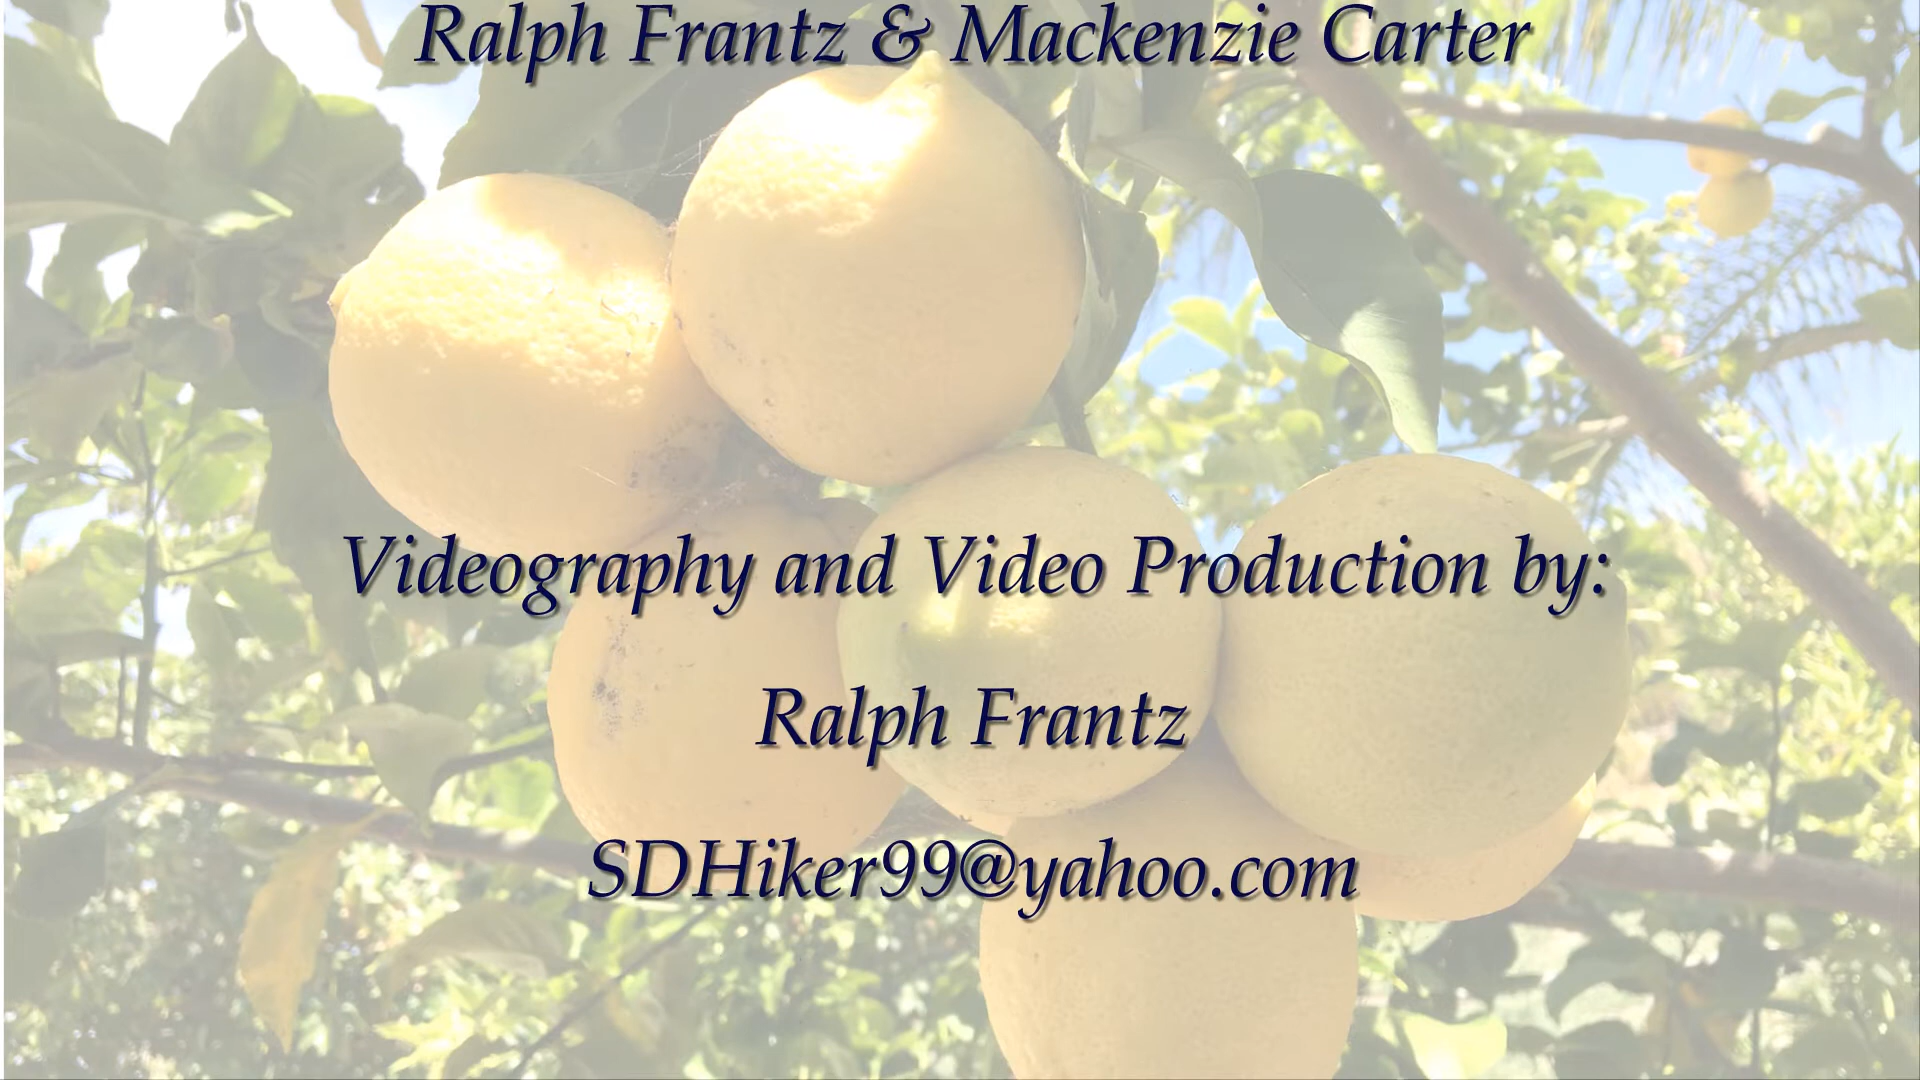 Ralph Frantz & Mackenzie Carter
Videography and Video Production by:
Ralph Frantz
SDHiker99@yahoo.com